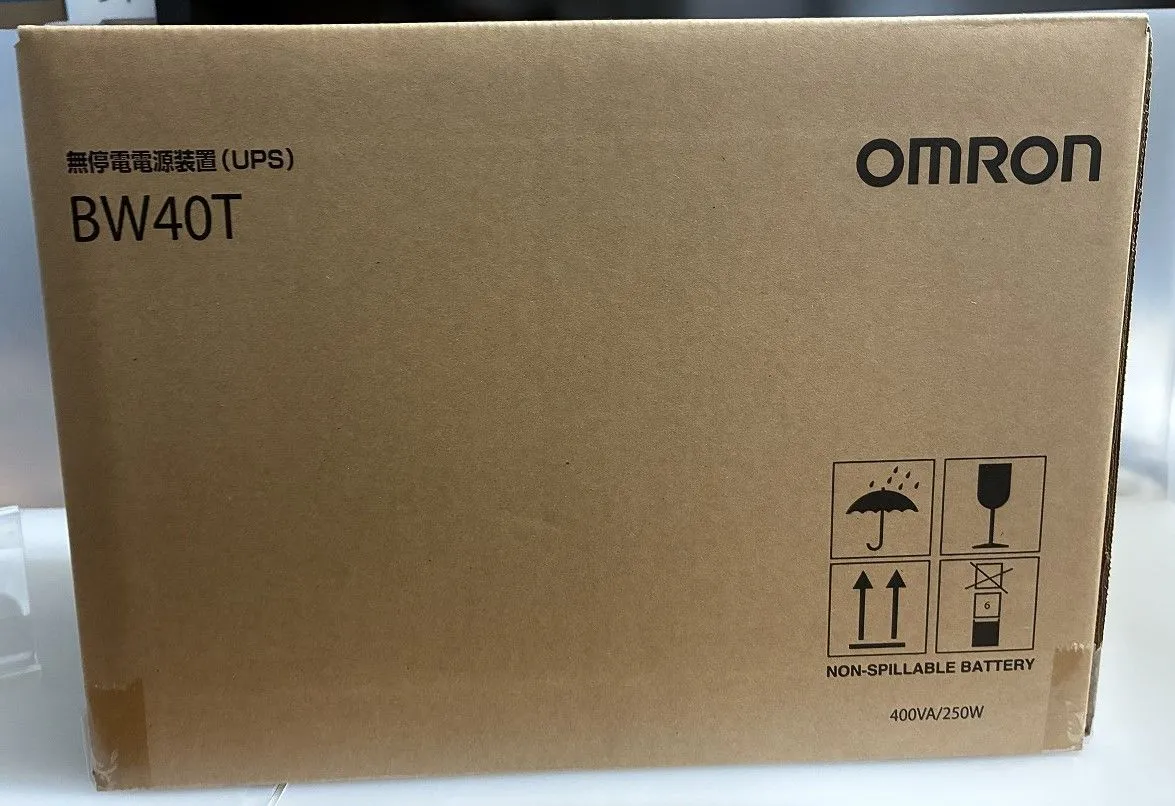 無停電電源装置(UPS)
BW40T
OMRON
6
NON-SPILLABLE BATTERY
400VA/250W